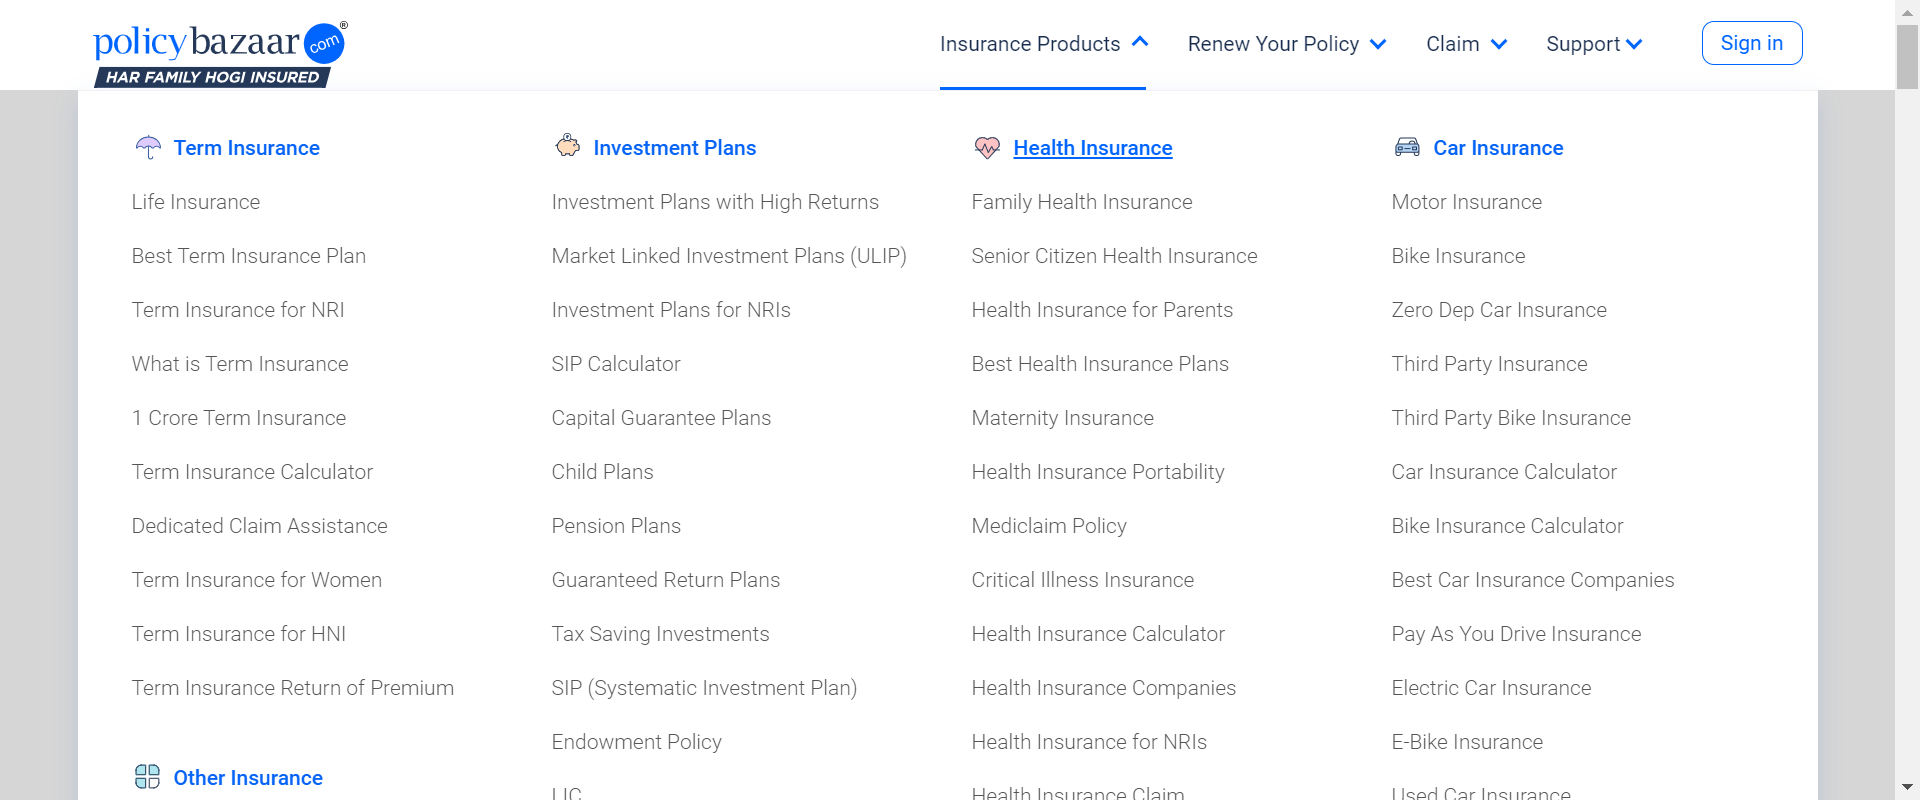 policybazaar.com®
HAR FAMILY HOGI INSURED
Insurance Products
Renew Your Policy
Claim
Support
Sign in
Term Insurance
Life Insurance
Best Term Insurance Plan
Term Insurance for NRI
What is Term Insurance
1 Crore Term Insurance
Term Insurance Calculator
Dedicated Claim Assistance
Term Insurance for Women
Term Insurance for HNI
Term Insurance Return of Premium
Other Insurance
Investment Plans
Investment Plans with High Returns
Market Linked Investment Plans (ULIP)
Investment Plans for NRIs
SIP Calculator
Capital Guarantee Plans
Child Plans
Pension Plans
Guaranteed Return Plans
Tax Saving Investments
SIP (Systematic Investment Plan)
Endowment Policy
LIC
Health Insurance
Family Health Insurance
Senior Citizen Health Insurance
Health Insurance for Parents
Best Health Insurance Plans
Maternity Insurance
Health Insurance Portability
Mediclaim Policy
Critical Illness Insurance
Health Insurance Calculator
Health Insurance Companies
Health Insurance for NRIs
Health Insurance Claim
Car Insurance
Motor Insurance
Bike Insurance
Zero Dep Car Insurance
Third Party Insurance
Third Party Bike Insurance
Car Insurance Calculator
Bike Insurance Calculator
Best Car Insurance Companies
Pay As You Drive Insurance
Electric Car Insurance
E-Bike Insurance
Used Car Insurance